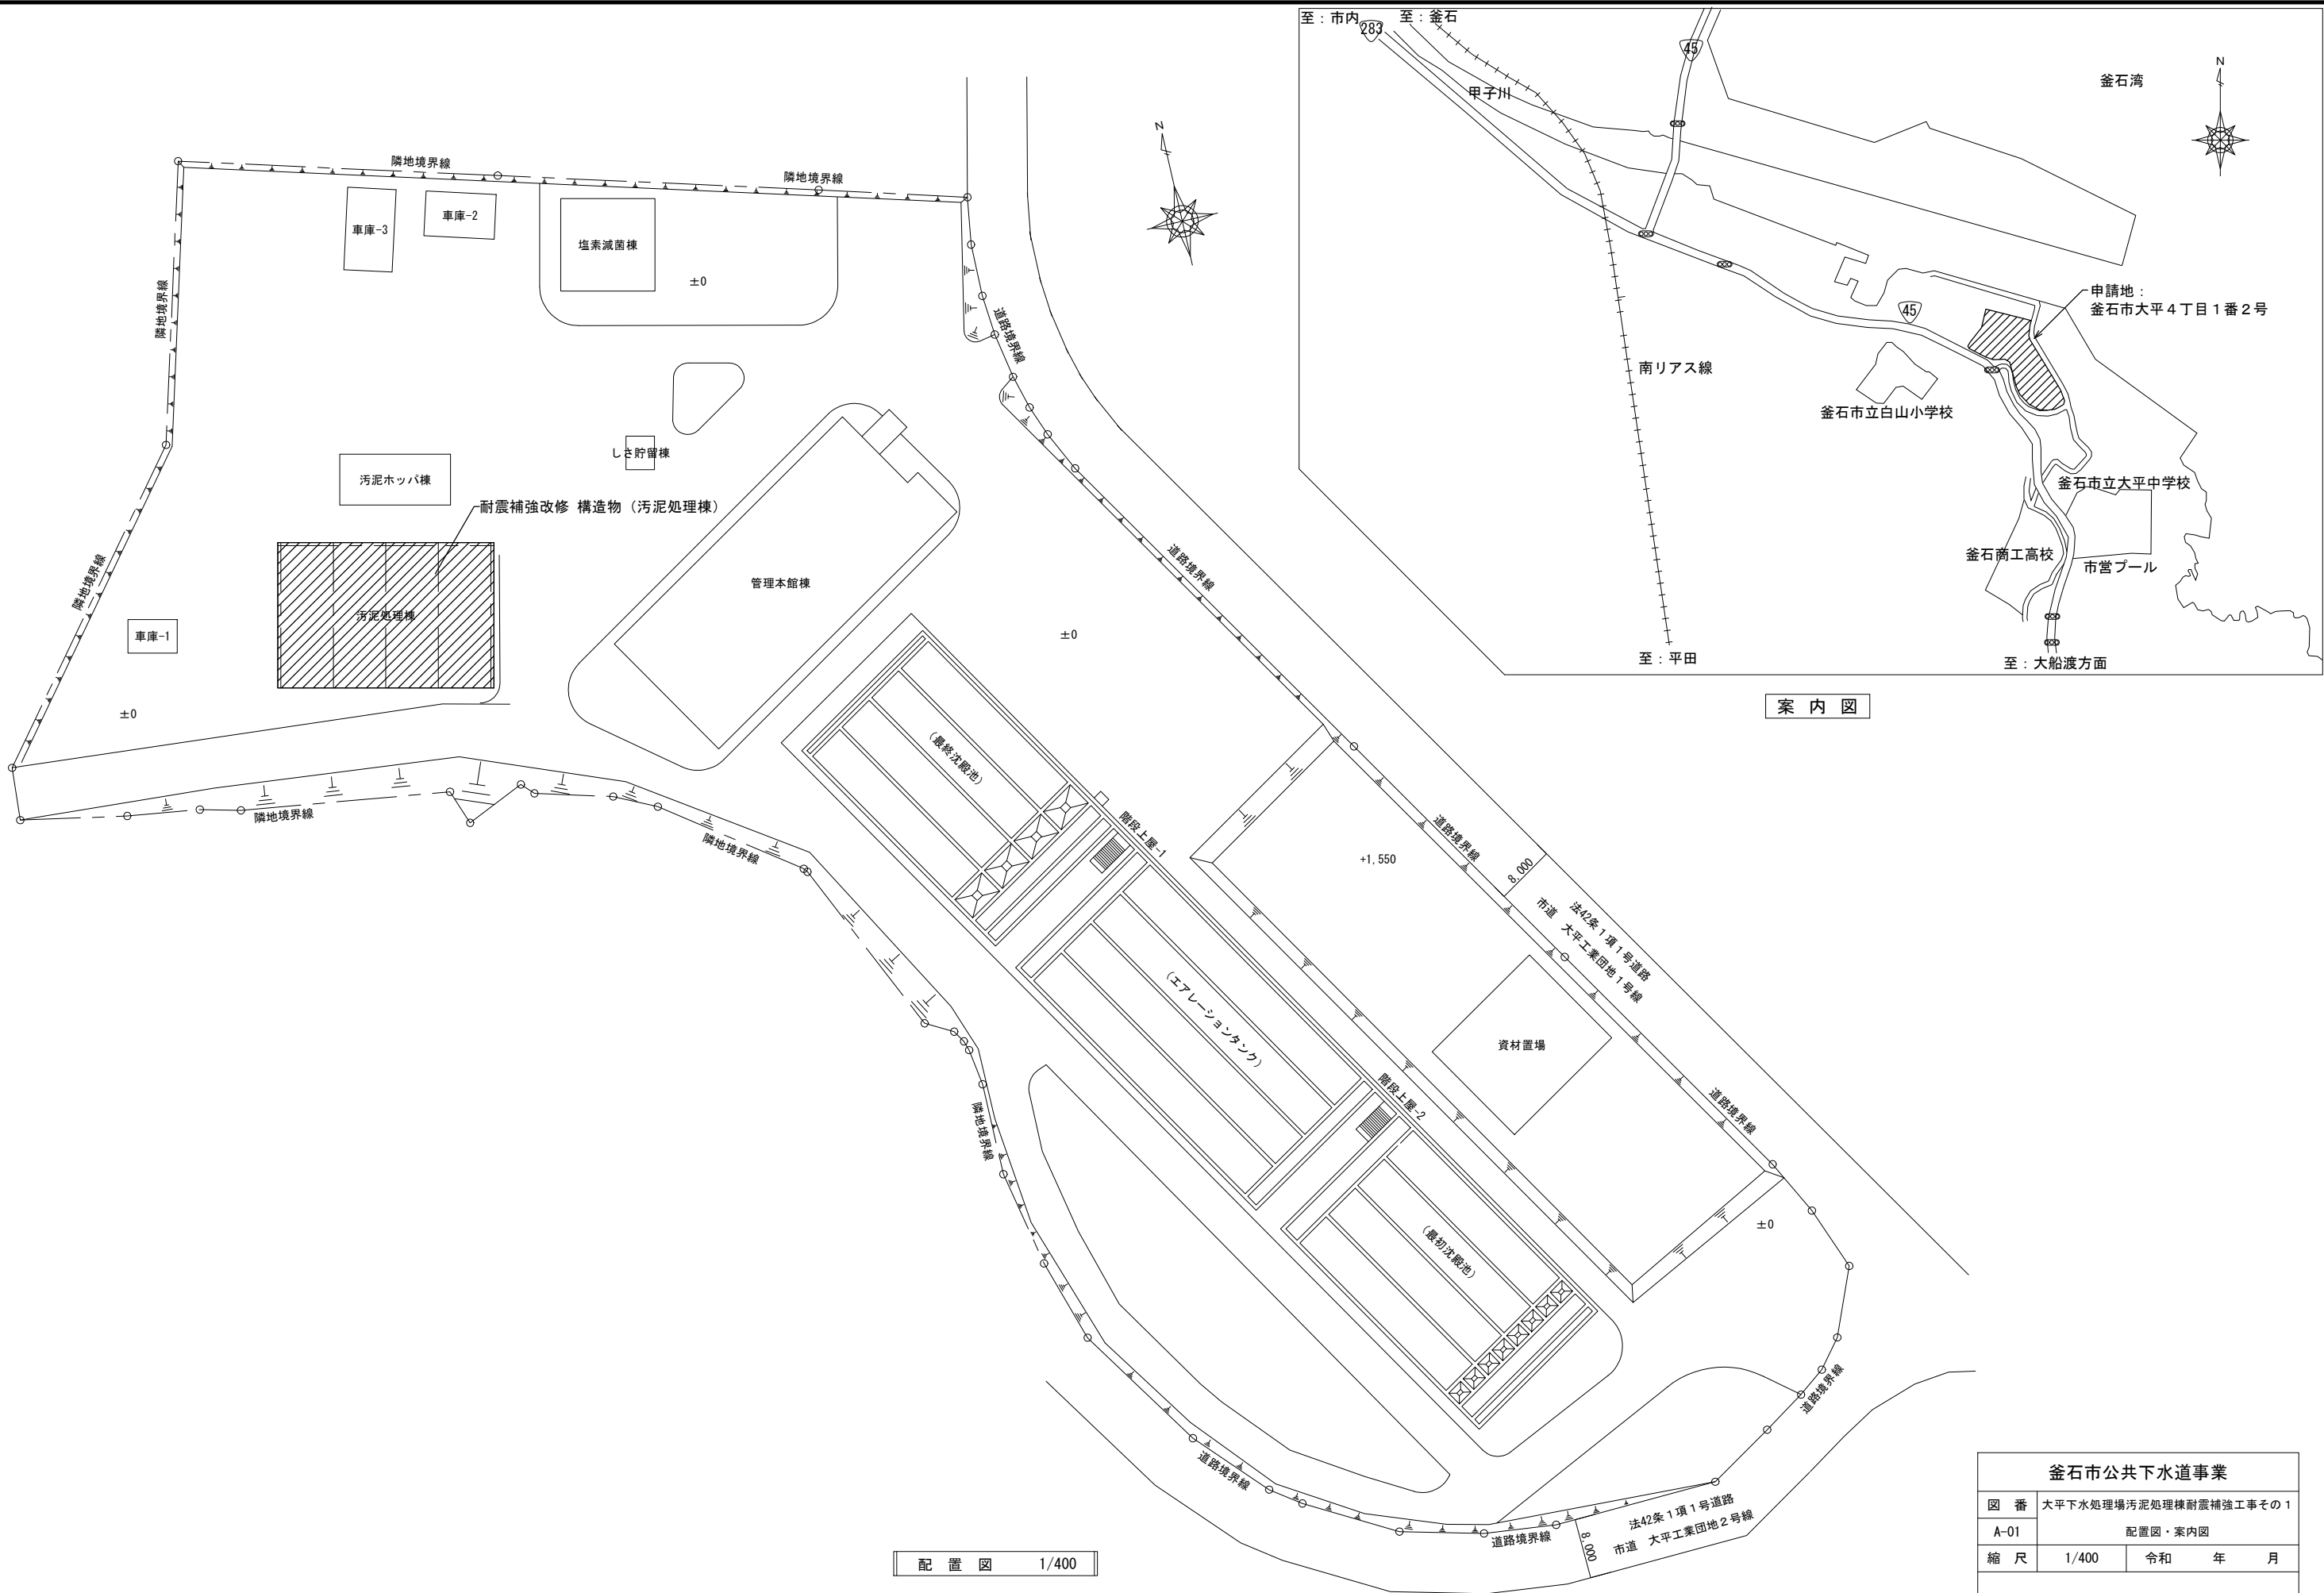 至：市内
283
至：釜石
45
甲子川
釜石湾
N
申請地：
釜石市大平４丁目１番２号
45
南リアス線
釜石市立白山小学校
釜石市立大平中学校
釜石商工高校
市営プール
至：平田
至：大船渡方面
案 内 図
N
隣地境界線
隣地境界線
車庫-3
車庫-2
塩素滅菌棟
±0
隣地境界線
道路境界線
しさ貯留棟
汚泥ホッパ棟
耐震補強改修 構造物（汚泥処理棟）
隣地境界線
道路境界線
管理本館棟
汚泥処理棟
車庫-1
±0
±0
（最終沈殿池）
隣地境界線
隣地境界線
階段上屋-1
道路境界線
+1,550
8,000
法42条１項１号道路
市道　大平工業団地１号線
（エアレーションタンク）
資材置場
階段上屋-2
道路境界線
隣地境界線
±0
（最初沈殿池）
道路境界線
道路境界線
道路境界線
法42条１項１号道路
市道　大平工業団地２号線
8,000
配 置 図　1/400
釜石市公共下水道事業
図 番　大平下水処理場汚泥処理棟耐震補強工事その１
A-01　配置図・案内図
縮 尺　1/400　令和　年　月